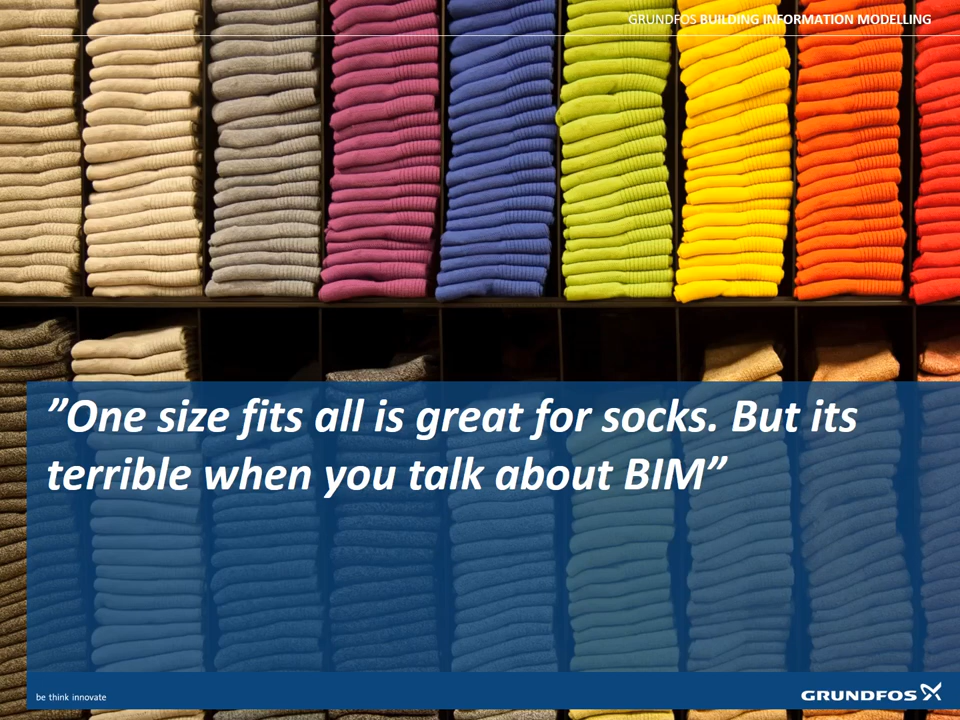 GRUNDFOS BUILDING INFORMATION MODELLING
”One size fits all is great for socks. But its
terrible when you talk about BIM”
be think innovate
GRUNDFOS